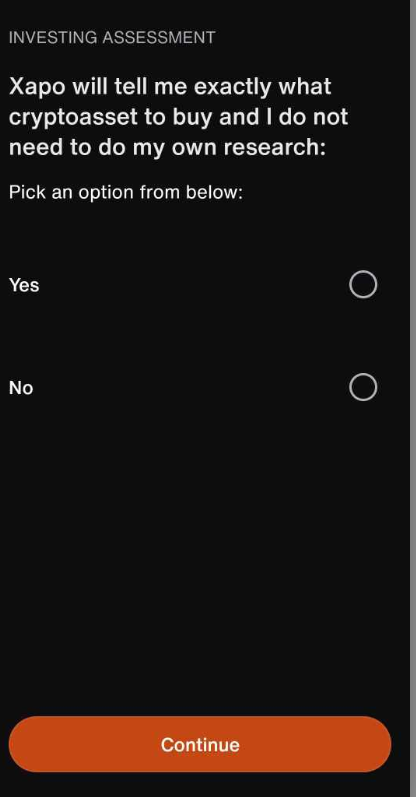 INVESTING ASSESSMENT
Xapo will tell me exactly what
cryptoasset to buy and I do not
need to do my own research:
Pick an option from below:
Yes
No
Continue